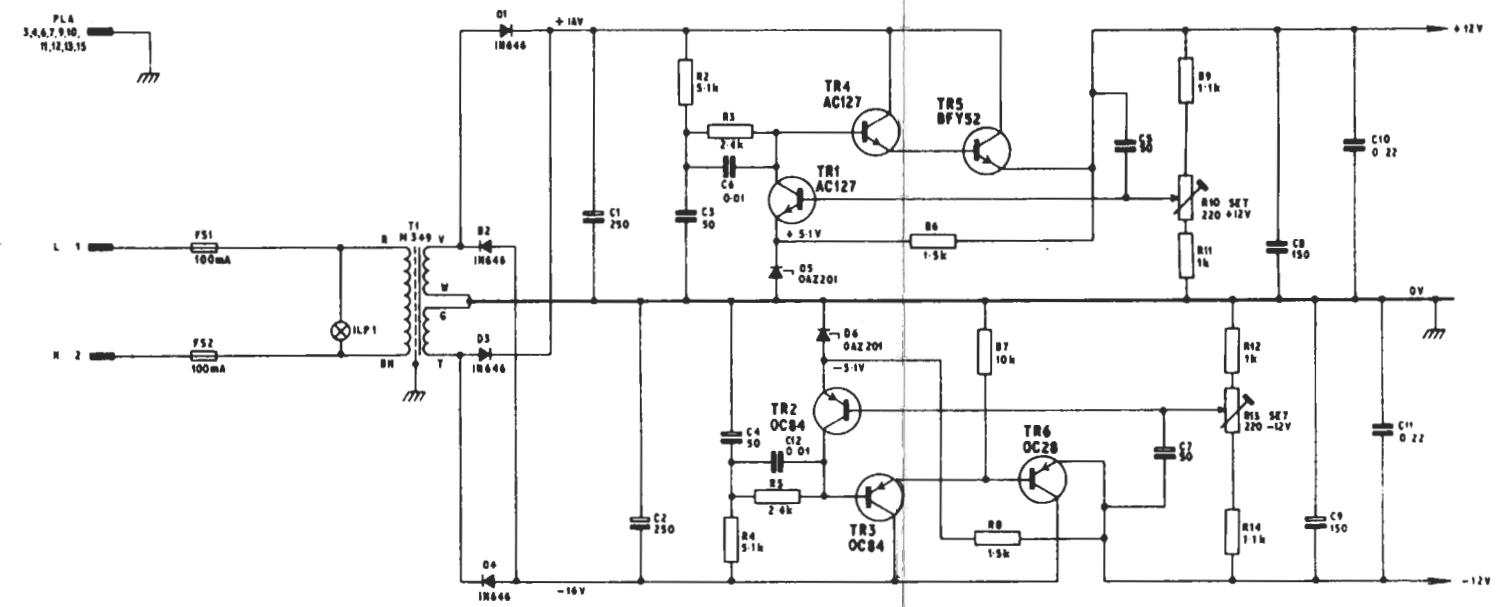 PLA
3,4,6,7,9,10,
11,12,13,15
D1
1N646
+16V
R2
5·1k
R3
2·4k
C6
0·01
C3
50
C1
250
TR4
AC127
TR5
BFY52
TR1
AC127
+5·1V
D5
OAZ201
R6
1·5k
C5
50
R9
1·1k
R10 SET
220 +12V
R11
1k
C8
150
C10
0·22
+12V
L 1
FS1
100mA
T1
M349
R
V
D2
1N646
W
G
ILP1
N 2
FS2
100mA
BN
T
D3
1N646
0V
D6
OAZ201
-5·1V
R7
10k
R12
1k
R13 SET
220 -12V
TR2
OC84
C4
50
C12
0·01
R5
2·4k
R4
5·1k
C2
250
TR3
OC84
TR6
OC28
R8
1·5k
C7
50
R14
1·1k
C9
150
C11
0·22
D4
1N646
-16V
-12V